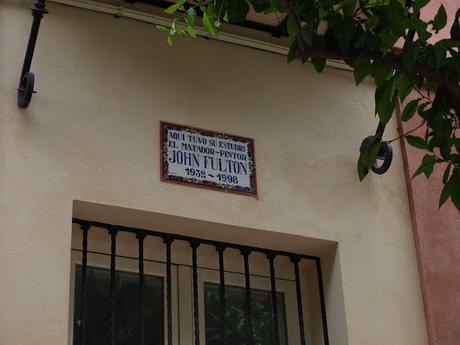 AQUI TUVO SU ESTUDIO
EL MATADOR~PINTOR
JOHN FULTON
1932~1998